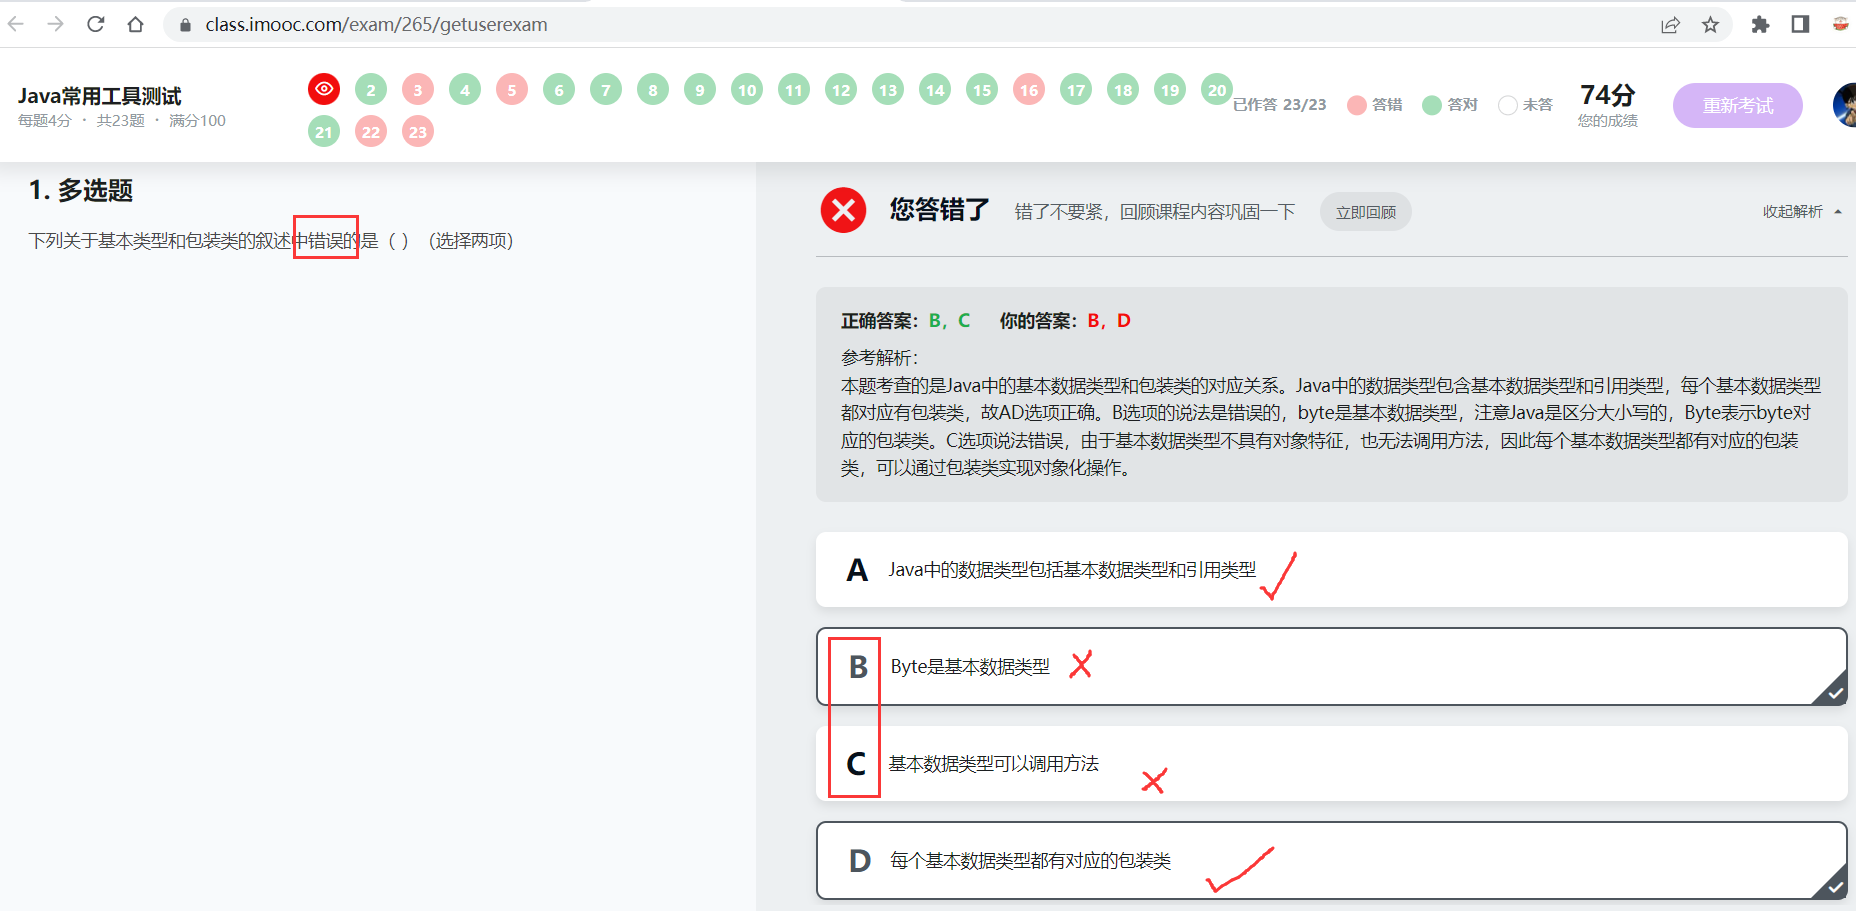 class.imooc.com/exam/265/getuserexam
Java常用工具测试
每题4分 · 共23题 · 满分100
2 3 4 5 6 7 8 9 10 11 12 13 14 15 16 17 18 19 20
21 22 23
已作答 23/23 答错 答对 未答
74分
您的成绩
重新考试
1. 多选题
下列关于基本类型和包装类的叙述中错误的是（ ）（选择两项）
您答错了 错了不要紧，回顾课程内容巩固一下 立即回顾 收起解析
正确答案：B，C 你的答案：B，D
参考解析：
本题考查的是Java中的基本数据类型和包装类的对应关系。Java中的数据类型包含基本数据类型和引用类型，每个基本数据类型
都对应有包装类，故AD选项正确。B选项的说法是错误的，byte是基本数据类型，注意Java是区分大小写的，Byte表示byte对
应的包装类。C选项说法错误，由于基本数据类型不具有对象特征，也无法调用方法，因此每个基本数据类型都有对应的包装
类，可以通过包装类实现对象化操作。
A Java中的数据类型包括基本数据类型和引用类型
B Byte是基本数据类型
C 基本数据类型可以调用方法
D 每个基本数据类型都有对应的包装类